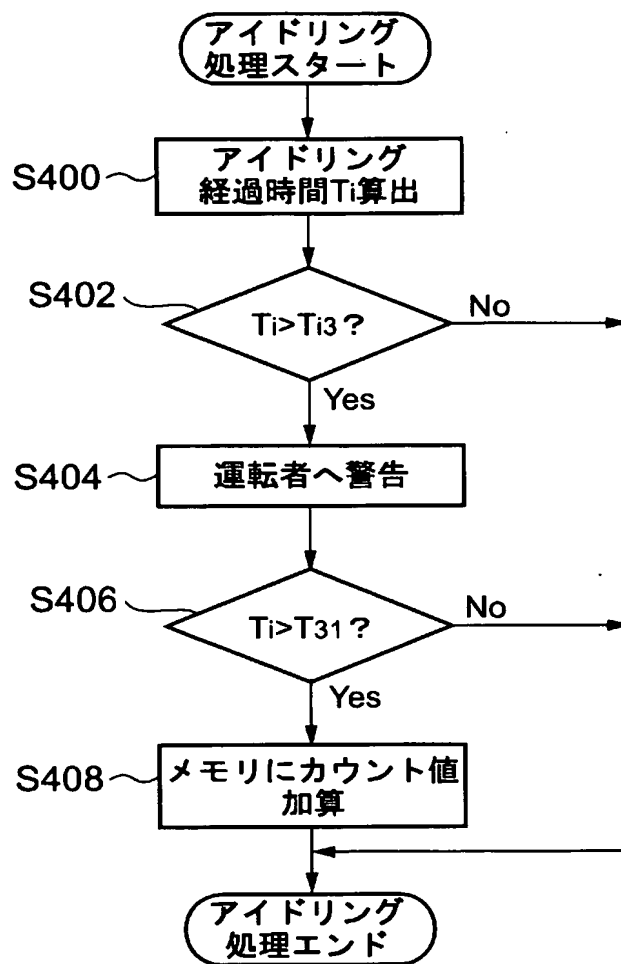 アイドリング
処理スタート
S400
アイドリング
経過時間Ti算出
S402
Ti>Ti3？
No
Yes
S404
運転者へ警告
S406
Ti>T31？
No
Yes
S408
メモリにカウント値
加算
アイドリング
処理エンド